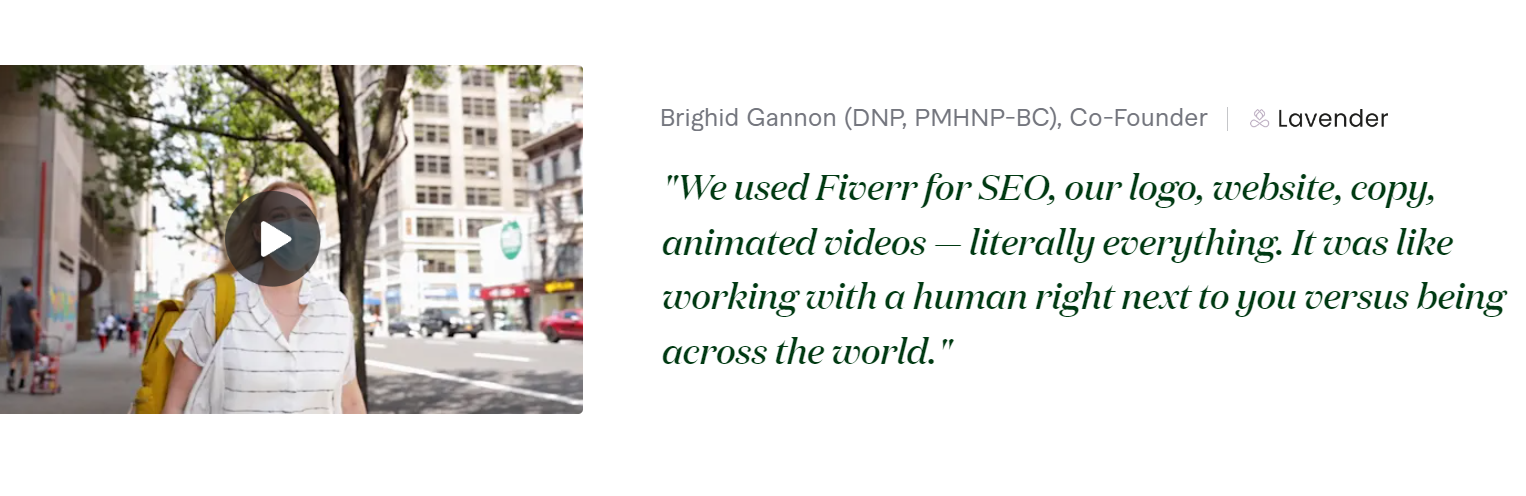 Brighid Gannon (DNP, PMHNP-BC), Co-Founder | Lavender
"We used Fiverr for SEO, our logo, website, copy,
animated videos — literally everything. It was like
working with a human right next to you versus being
across the world."